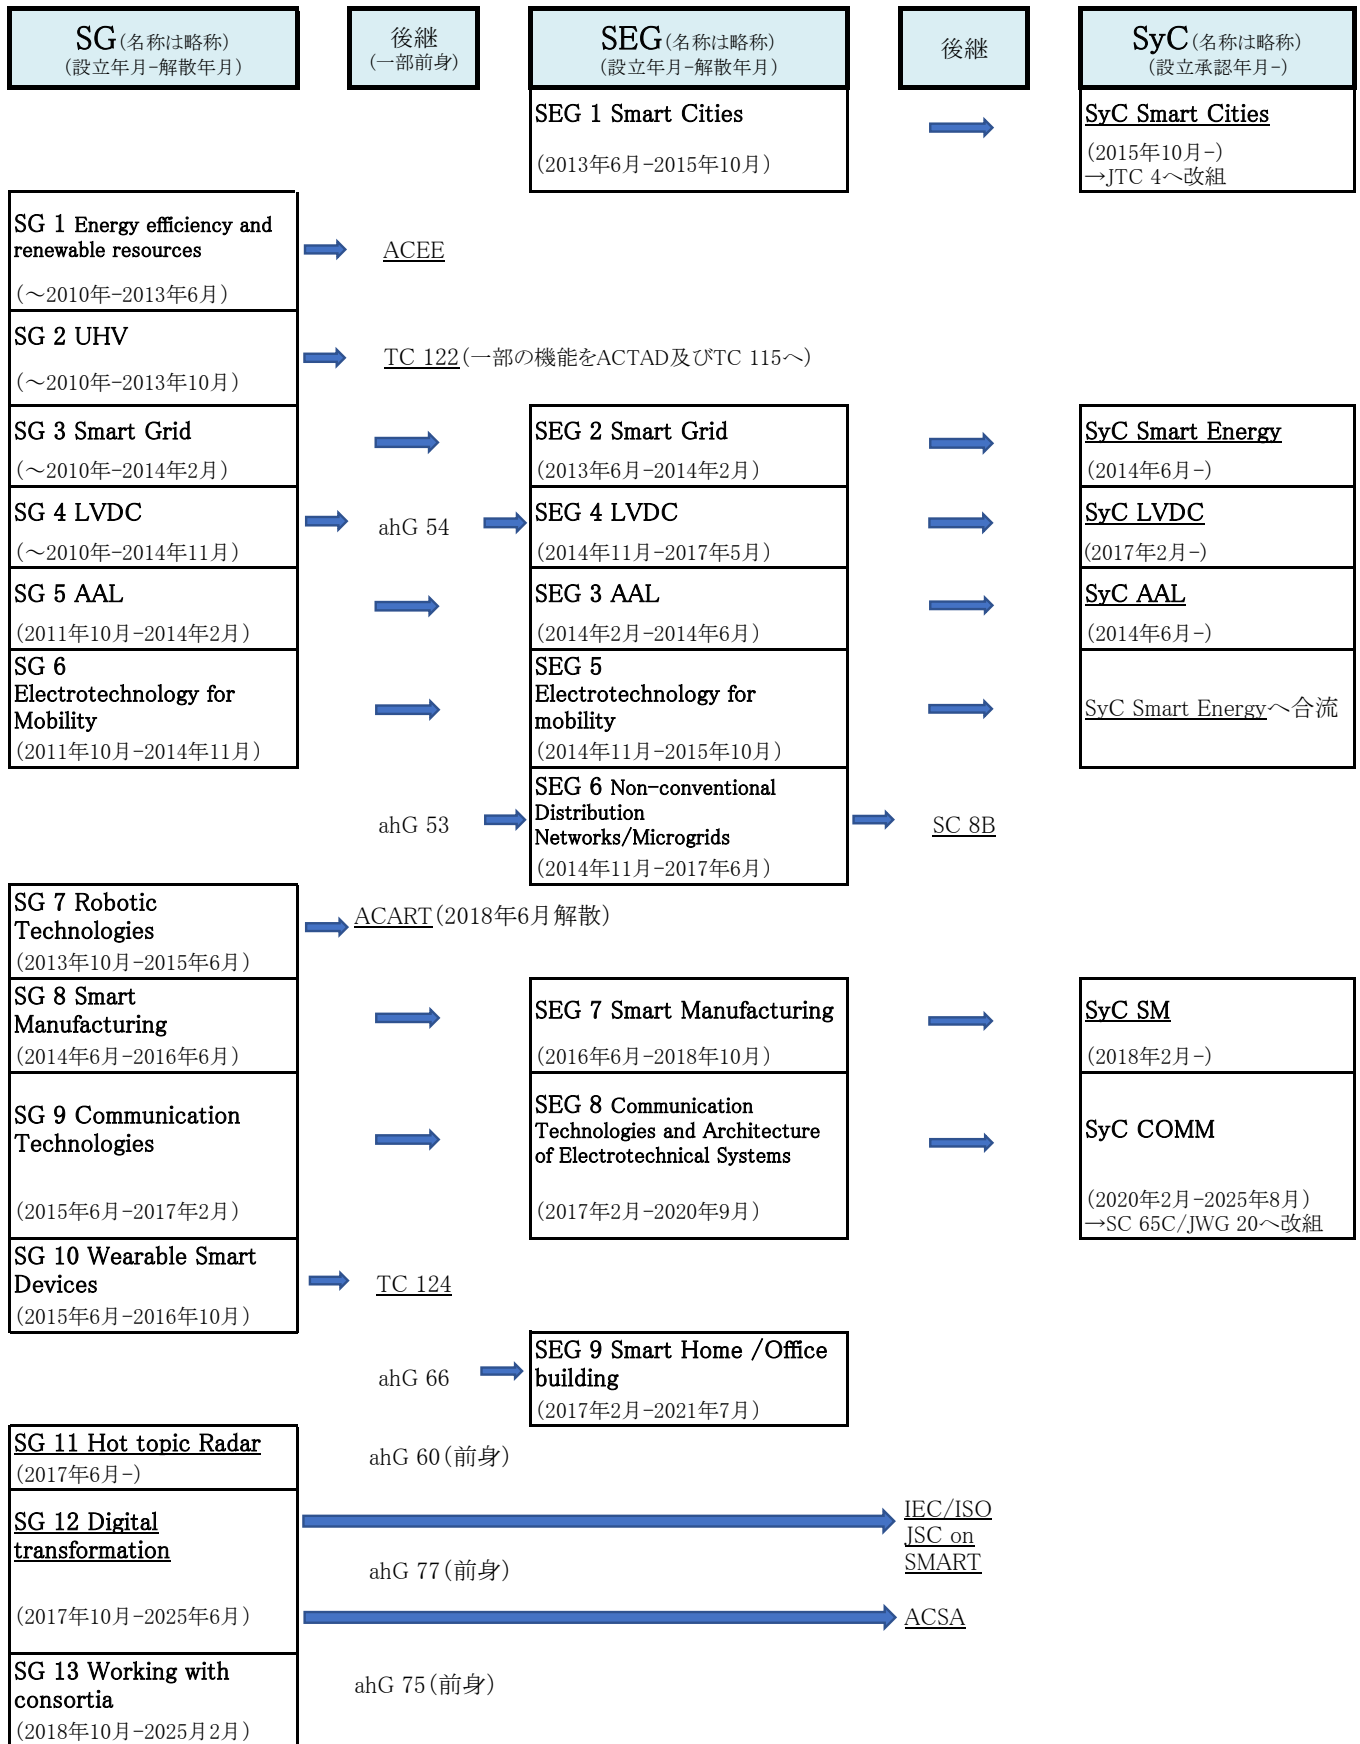 SG(名称は略称)
(設立年月-解散年月)
後継
(一部前身)
SEG(名称は略称)
(設立年月-解散年月)
後継
SyC(名称は略称)
(設立承認年月-)
SEG 1 Smart Cities
(2013年6月-2015年10月)
SyC Smart Cities
(2015年10月-)
→JTC 4へ改組
SG 1 Energy efficiency and
renewable resources
(～2010年-2013年6月)
ACEE
SG 2 UHV
(～2010年-2013年10月)
TC 122(一部の機能をACTAD及びTC 115へ)
SG 3 Smart Grid
(～2010年-2014年2月)
SEG 2 Smart Grid
(2013年6月-2014年2月)
SyC Smart Energy
(2014年6月-)
SG 4 LVDC
(～2010年-2014年11月)
ahG 54
SEG 4 LVDC
(2014年11月-2017年5月)
SyC LVDC
(2017年2月-)
SG 5 AAL
(2011年10月-2014年2月)
SEG 3 AAL
(2014年2月-2014年6月)
SyC AAL
(2014年6月-)
SG 6
Electrotechnology for
Mobility
(2011年10月-2014年11月)
SEG 5
Electrotechnology for
mobility
(2014年11月-2015年10月)
SyC Smart Energyへ合流
ahG 53
SEG 6 Non-conventional
Distribution
Networks/Microgrids
(2014年11月-2017年6月)
SC 8B
SG 7 Robotic
Technologies
(2013年10月-2015年6月)
ACART(2018年6月解散)
SG 8 Smart
Manufacturing
(2014年6月-2016年6月)
SEG 7 Smart Manufacturing
(2016年6月-2018年10月)
SyC SM
(2018年2月-)
SG 9 Communication
Technologies
(2015年6月-2017年2月)
SEG 8 Communication
Technologies and Architecture
of Electrotechnical Systems
(2017年2月-2020年9月)
SyC COMM
(2020年2月-2025年8月)
→SC 65C/JWG 20へ改組
SG 10 Wearable Smart
Devices
(2015年6月-2016年10月)
TC 124
ahG 66
SEG 9 Smart Home /Office
building
(2017年2月-2021年7月)
SG 11 Hot topic Radar
(2017年6月-)
ahG 60(前身)
SG 12 Digital
transformation
(2017年10月-2025年6月)
ahG 77(前身)
IEC/ISO
JSC on
SMART
ACSA
SG 13 Working with
consortia
(2018年10月-2025月2月)
ahG 75(前身)